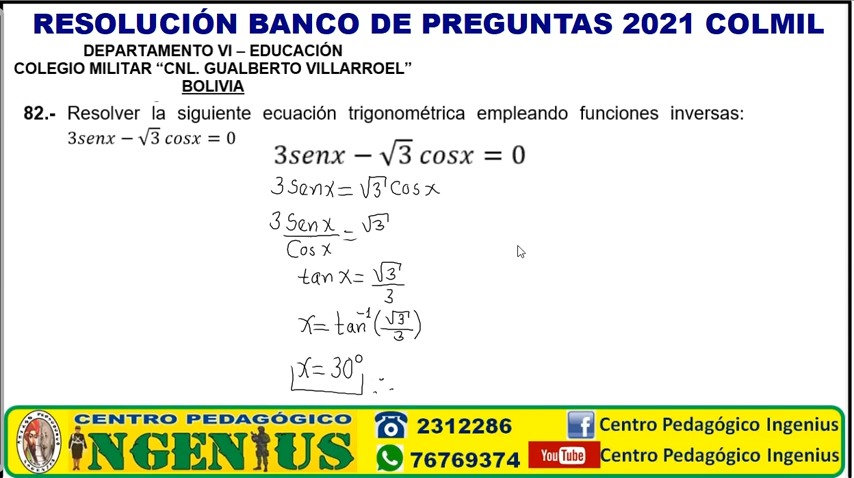 RESOLUCIÓN BANCO DE PREGUNTAS 2021 COLMIL
DEPARTAMENTO VI – EDUCACIÓN
COLEGIO MILITAR “CNL. GUALBERTO VILLARROEL”
BOLIVIA
82.- Resolver la siguiente ecuación trigonométrica empleando funciones inversas:
3senx − √3 cosx = 0
3senx − √3 cosx = 0
3 Sen x = √3 Cos x
3 Sen x / Cos x = √3
tan x = √3 / 3
x = tan⁻¹ (√3 / 3)
x = 30° ∴
CENTRO PEDAGÓGICO
INGENIUS
2312286
76769374
f Centro Pedagógico Ingenius
YouTube Centro Pedagógico Ingenius